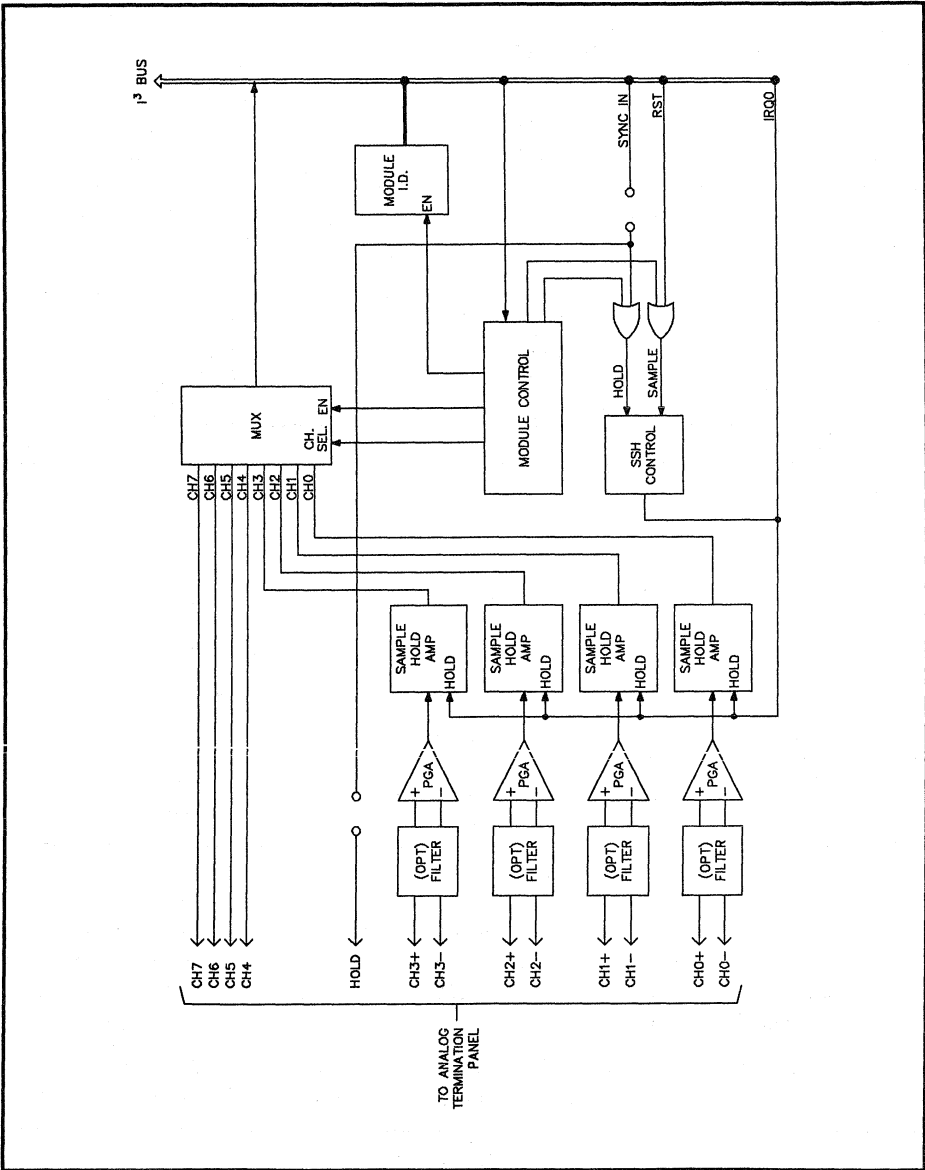 I³ BUS
MODULE
I.D.
EN
SYNC IN
RST
IRQ0
MUX
CH.
SEL.
EN
CH7
CH6
CH5
CH4
CH3
CH2
CH1
CH0
MODULE CONTROL
HOLD
SAMPLE
SSH
CONTROL
SAMPLE
HOLD
AMP
HOLD
SAMPLE
HOLD
AMP
HOLD
SAMPLE
HOLD
AMP
HOLD
SAMPLE
HOLD
AMP
HOLD
+
-
PGA
+
-
PGA
+
-
PGA
+
-
PGA
(OPT)
FILTER
(OPT)
FILTER
(OPT)
FILTER
(OPT)
FILTER
CH7
CH6
CH5
CH4
HOLD
CH3+
CH3-
CH2+
CH2-
CH1+
CH1-
CH0+
CH0-
TO ANALOG
TERMINATION
PANEL